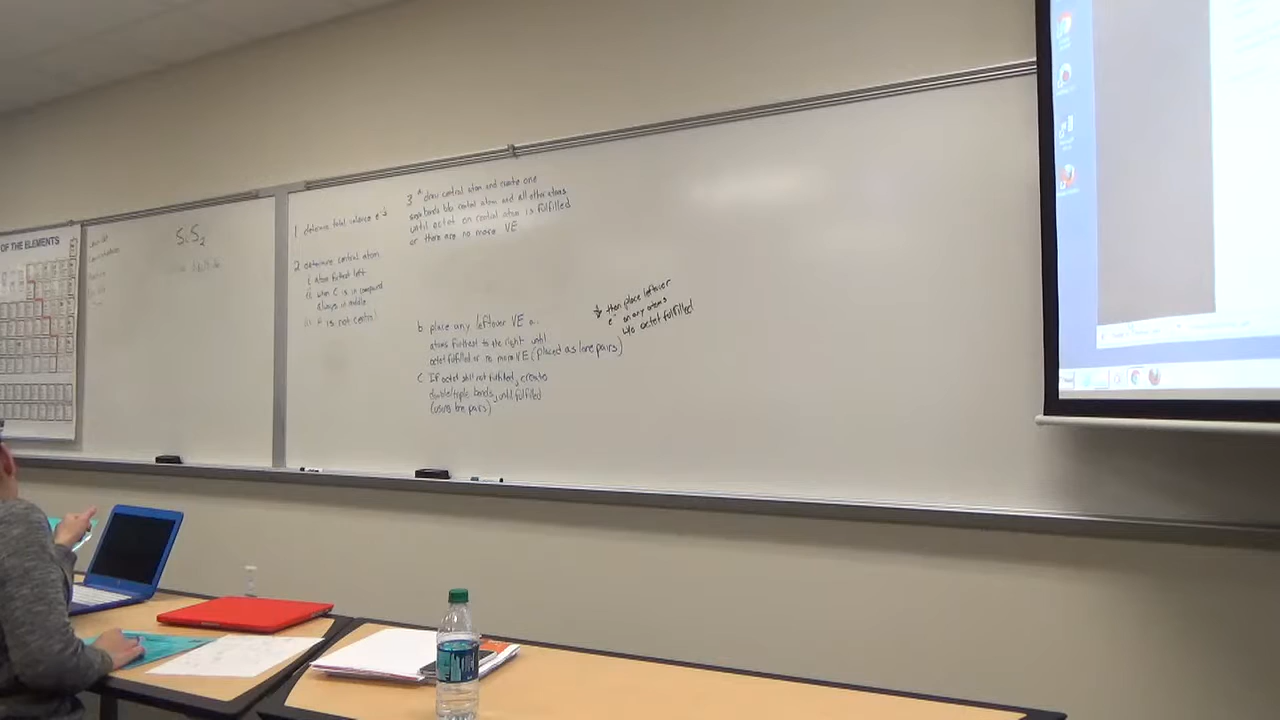 OF THE ELEMENTS
SiS2
1 determine total valence e-s
2 determine central atom
i atom furthest left
ii when C is in compound
always in middle
iii H is not central
3 a draw central atom and create one
bonds b/w central atom and all other atoms
until octet on central atom is fulfilled
or there are no more VE
b place any leftover VE
atoms furthest to the right until
octet fulfilled or no more VE (placed as lone pairs)
then place leftover
e- on any atoms
w/o octet fulfilled
c If octet still not fulfilled, create
double/triple bonds, until fulfilled
(using lone pairs)